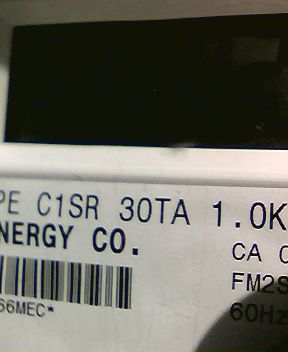 PE C1SR 30TA 1.0K
NERGY CO.
CA C
FM2S
60Hz
66MEC*